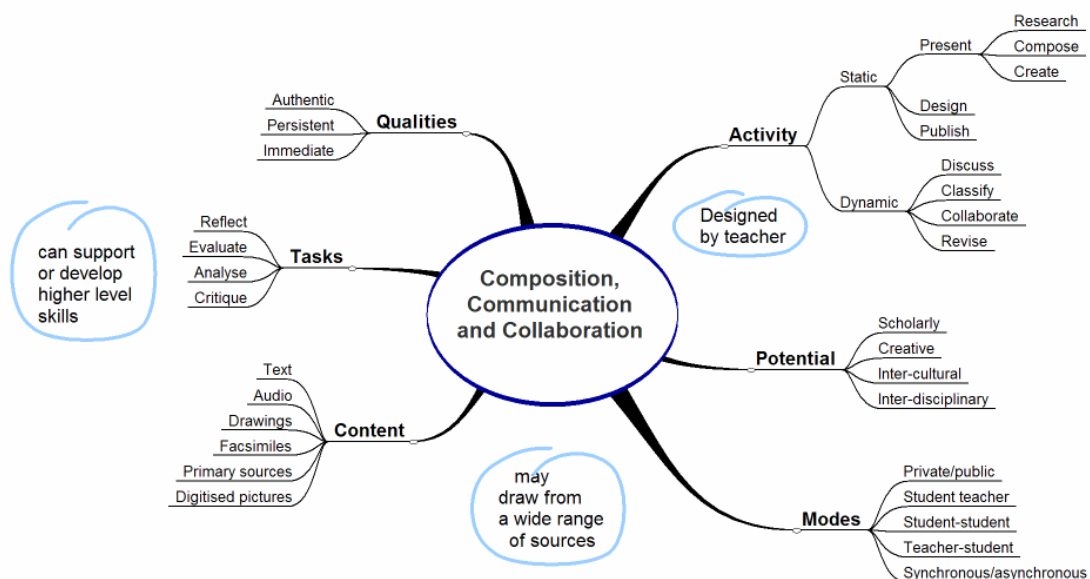 Composition,
Communication
and Collaboration
Qualities
Authentic
Persistent
Immediate
Tasks
Reflect
Evaluate
Analyse
Critique
can support
or develop
higher level
skills
Content
Text
Audio
Drawings
Facsimiles
Primary sources
Digitised pictures
may
draw from
a wide range
of sources
Activity
Static
Present
Research
Compose
Create
Design
Publish
Dynamic
Discuss
Classify
Collaborate
Revise
Designed
by teacher
Potential
Scholarly
Creative
Inter-cultural
Inter-disciplinary
Modes
Private/public
Student teacher
Student-student
Teacher-student
Synchronous/asynchronous